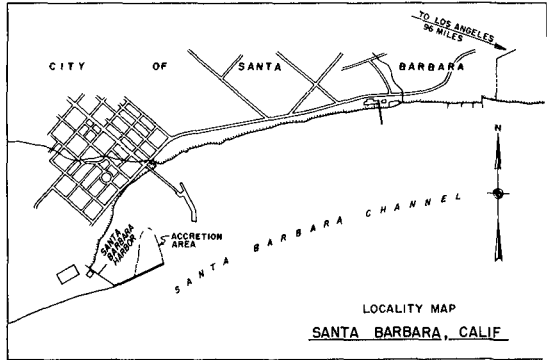 TO LOS ANGELES
96 MILES
CITY OF SANTA BARBARA
N
SANTA
BARBARA
HARBOR
ACCRETION
AREA
SANTA BARBARA CHANNEL
LOCALITY MAP
SANTA BARBARA, CALIF